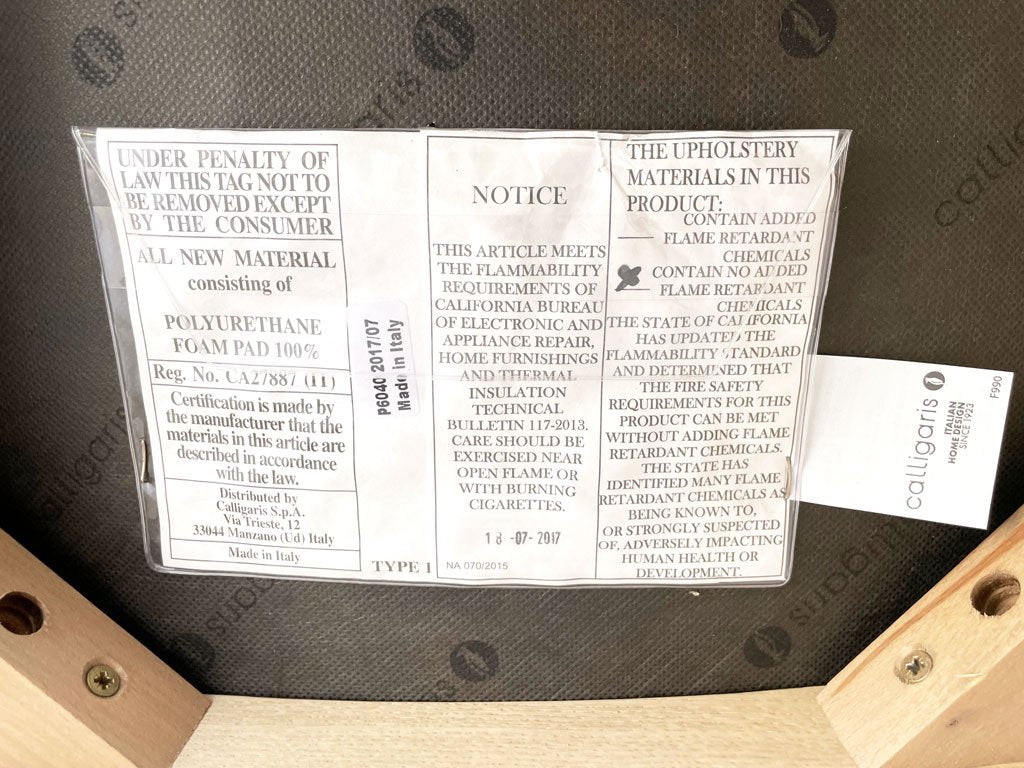 UNDER PENALTY OF
LAW THIS TAG NOT TO
BE REMOVED EXCEPT
BY THE CONSUMER
ALL NEW MATERIAL
consisting of
POLYURETHANE
FOAM PAD 100%
Reg. No. CA27887 (IT)
Certification is made by
the manufacturer that the
materials in this article are
described in accordance
with the law.
Distributed by
Calligaris S.p.A.
Via Trieste, 12
33044 Manzano (Ud) Italy
Made in Italy
P6040 2017/07
Made in Italy
TYPE 1
NOTICE
THIS ARTICLE MEETS
THE FLAMMABILITY
REQUIREMENTS OF
CALIFORNIA BUREAU
OF ELECTRONIC AND
APPLIANCE REPAIR,
HOME FURNISHINGS
AND THERMAL
INSULATION
TECHNICAL
BULLETIN 117-2013.
CARE SHOULD BE
EXERCISED NEAR
OPEN FLAME OR
WITH BURNING
CIGARETTES.
18 -07- 2017
NA 070/2015
THE UPHOLSTERY
MATERIALS IN THIS
PRODUCT:
CONTAIN ADDED
FLAME RETARDANT
CHEMICALS
CONTAIN NO ADDED
FLAME RETARDANT
CHEMICALS
THE STATE OF CALIFORNIA
HAS UPDATED THE
FLAMMABILITY STANDARD
AND DETERMINED THAT
THE FIRE SAFETY
REQUIREMENTS FOR THIS
PRODUCT CAN BE MET
WITHOUT ADDING FLAME
RETARDANT CHEMICALS.
THE STATE HAS
IDENTIFIED MANY FLAME
RETARDANT CHEMICALS AS
BEING KNOWN TO,
OR STRONGLY SUSPECTED
OF, ADVERSELY IMPACTING
HUMAN HEALTH OR
DEVELOPMENT.
calligaris
ITALIAN
HOME DESIGN
SINCE 1923
F990
calligaris
calligaris
calligaris